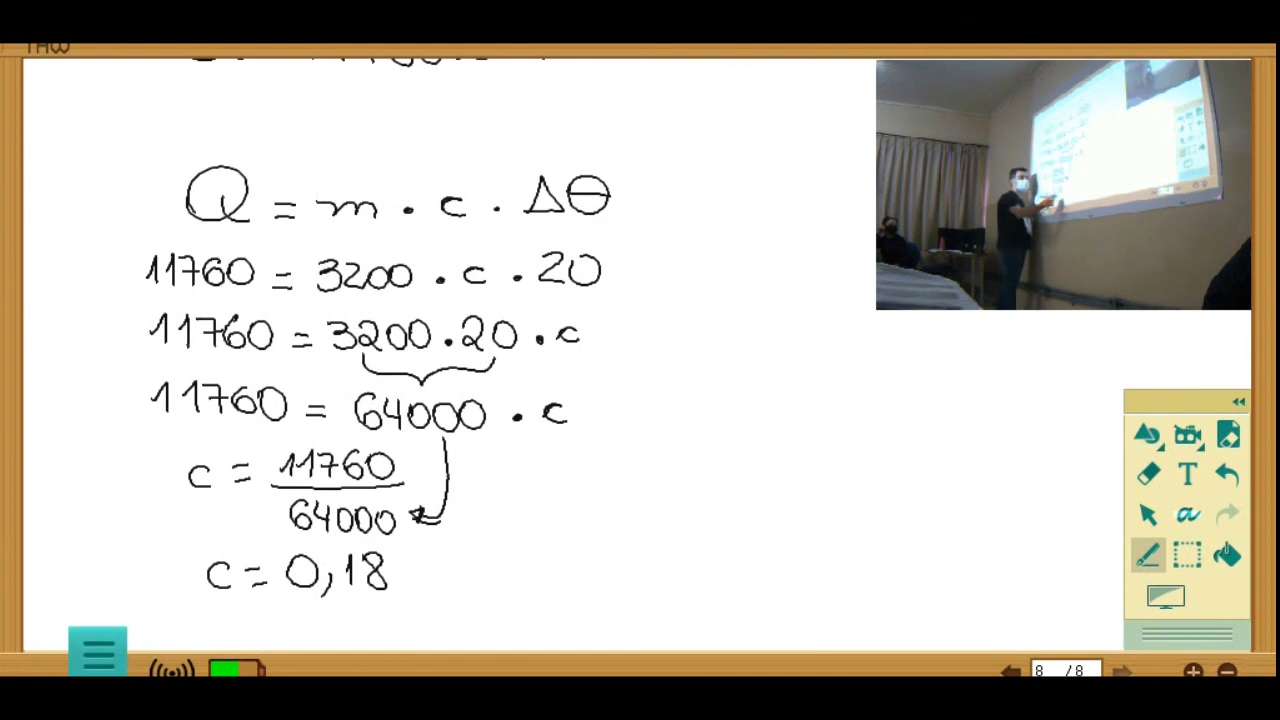 Q = m . c . Δθ
11760 = 3200 . c . 20
11760 = 3200 . 20 . c
11760 = 64000 . c
c = 11760
64000
c = 0,18
T
a
8 /8